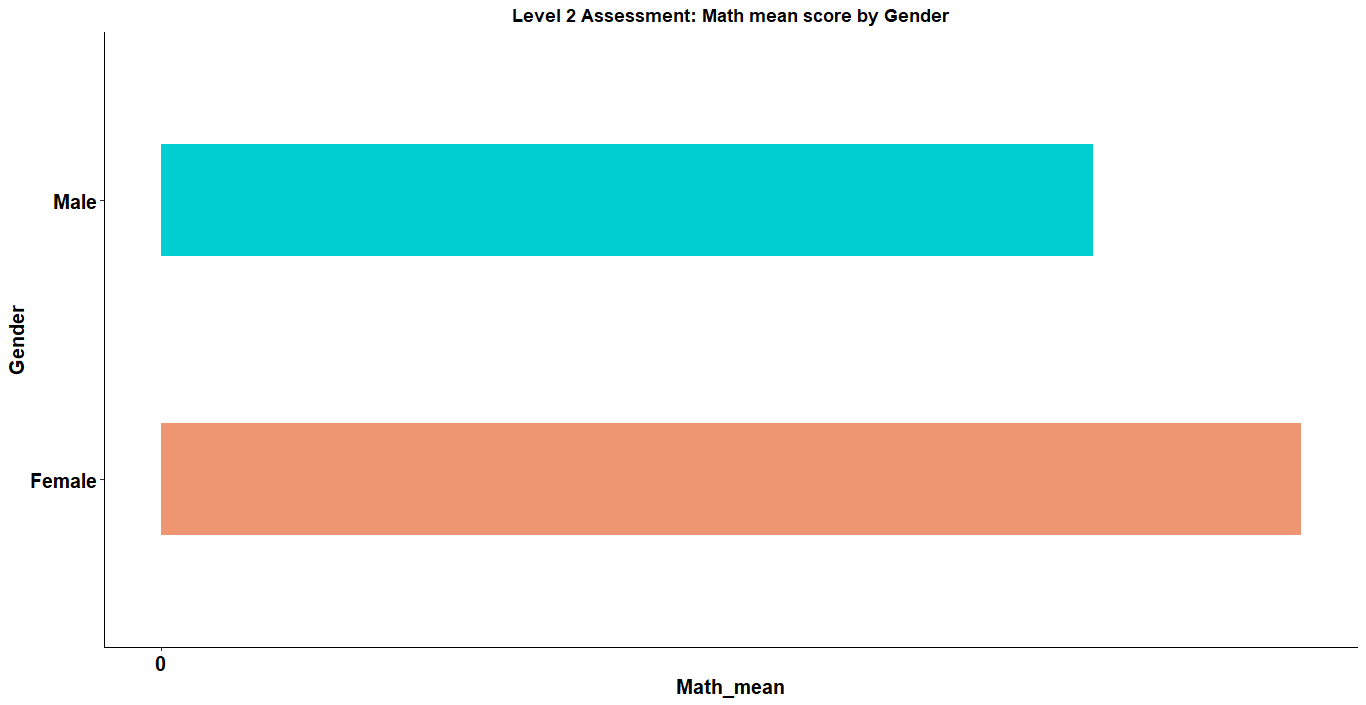 Level 2 Assessment: Math mean score by Gender
Male
Gender
Female
0
Math_mean